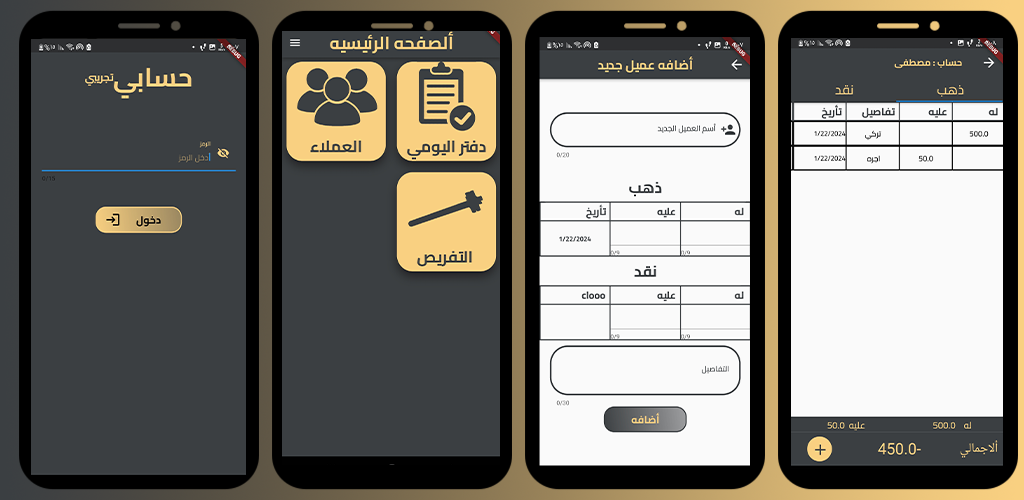 حسابي تجريبي
الرمز
أدخل الرمز
0/10
دخول
ألصفحه الرئيسيه
العملاء
دفتر اليومي
التفريص
أضافه عميل جديد
أسم العميل الجديد
0/20
ذهب
له عليه تأريخ
1/22/2024
0/9 0/9
نقد
له عليه clooo
0/9 0/9
التفاصيل
0/30
أضافه
حساب : مصطفى
ذهب نقد
له عليه تفاصيل تأريخ
500.0 تركي 1/22/2024
50.0 اجره 1/22/2024
له 500.0 عليه 50.0
ألاجمالي -450.0